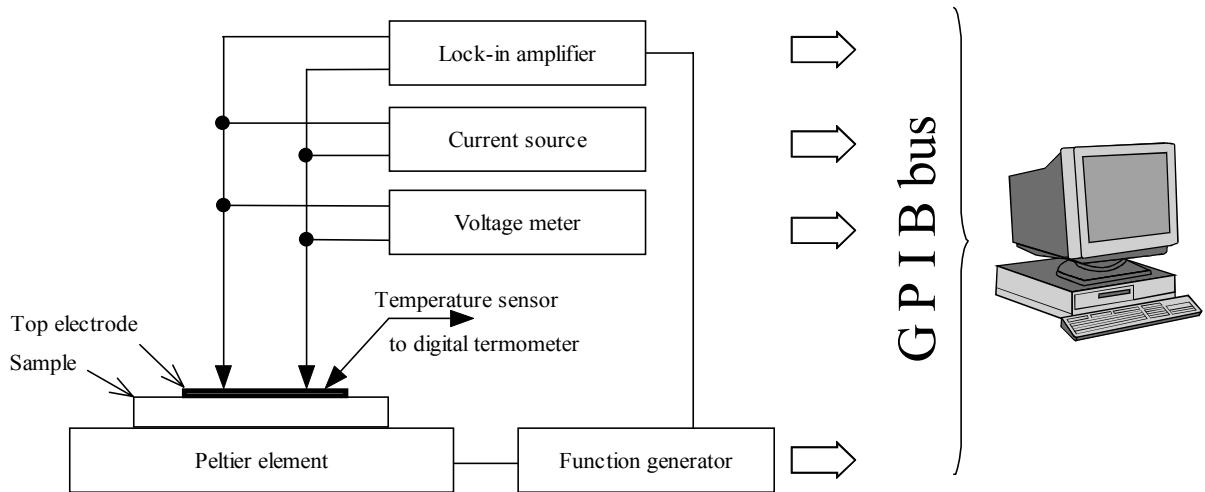 Lock-in amplifier
Current source
Voltage meter
Temperature sensor
to digital termometer
Top electrode
Sample
Peltier element
Function generator
G P I B bus